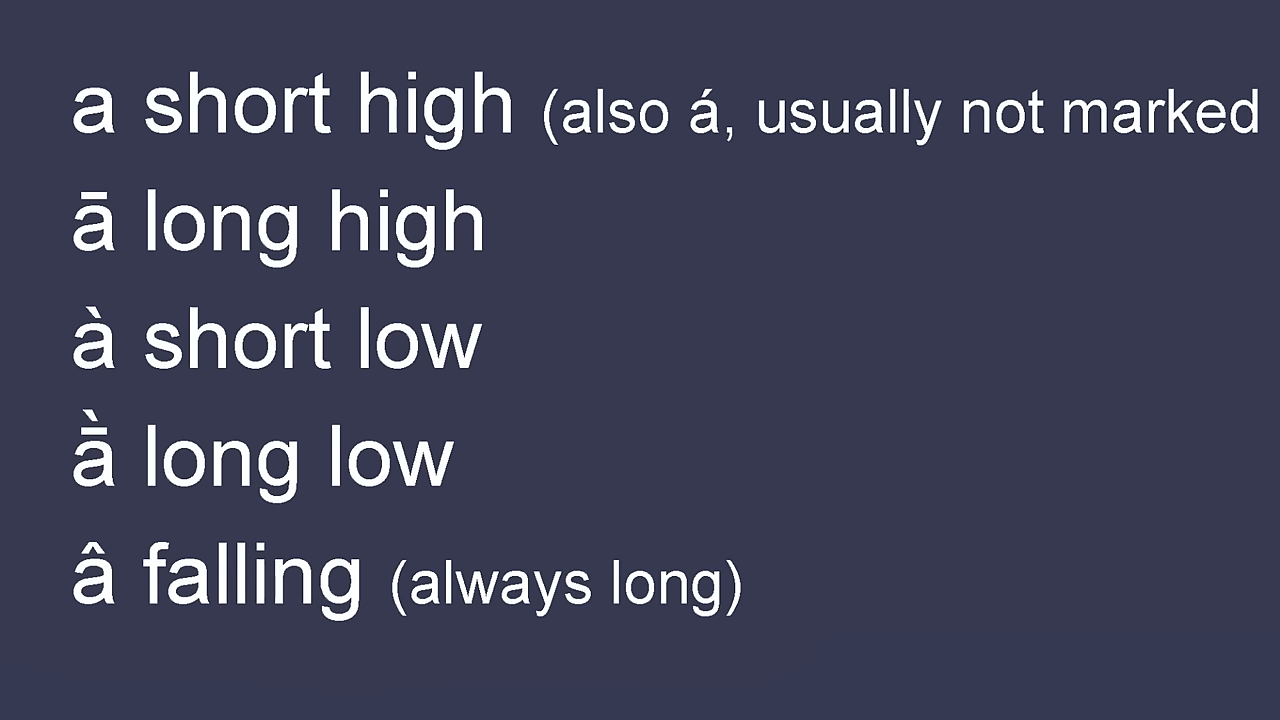 a short high (also á, usually not marked
ā long high
à short low
ā̀ long low
â falling (always long)